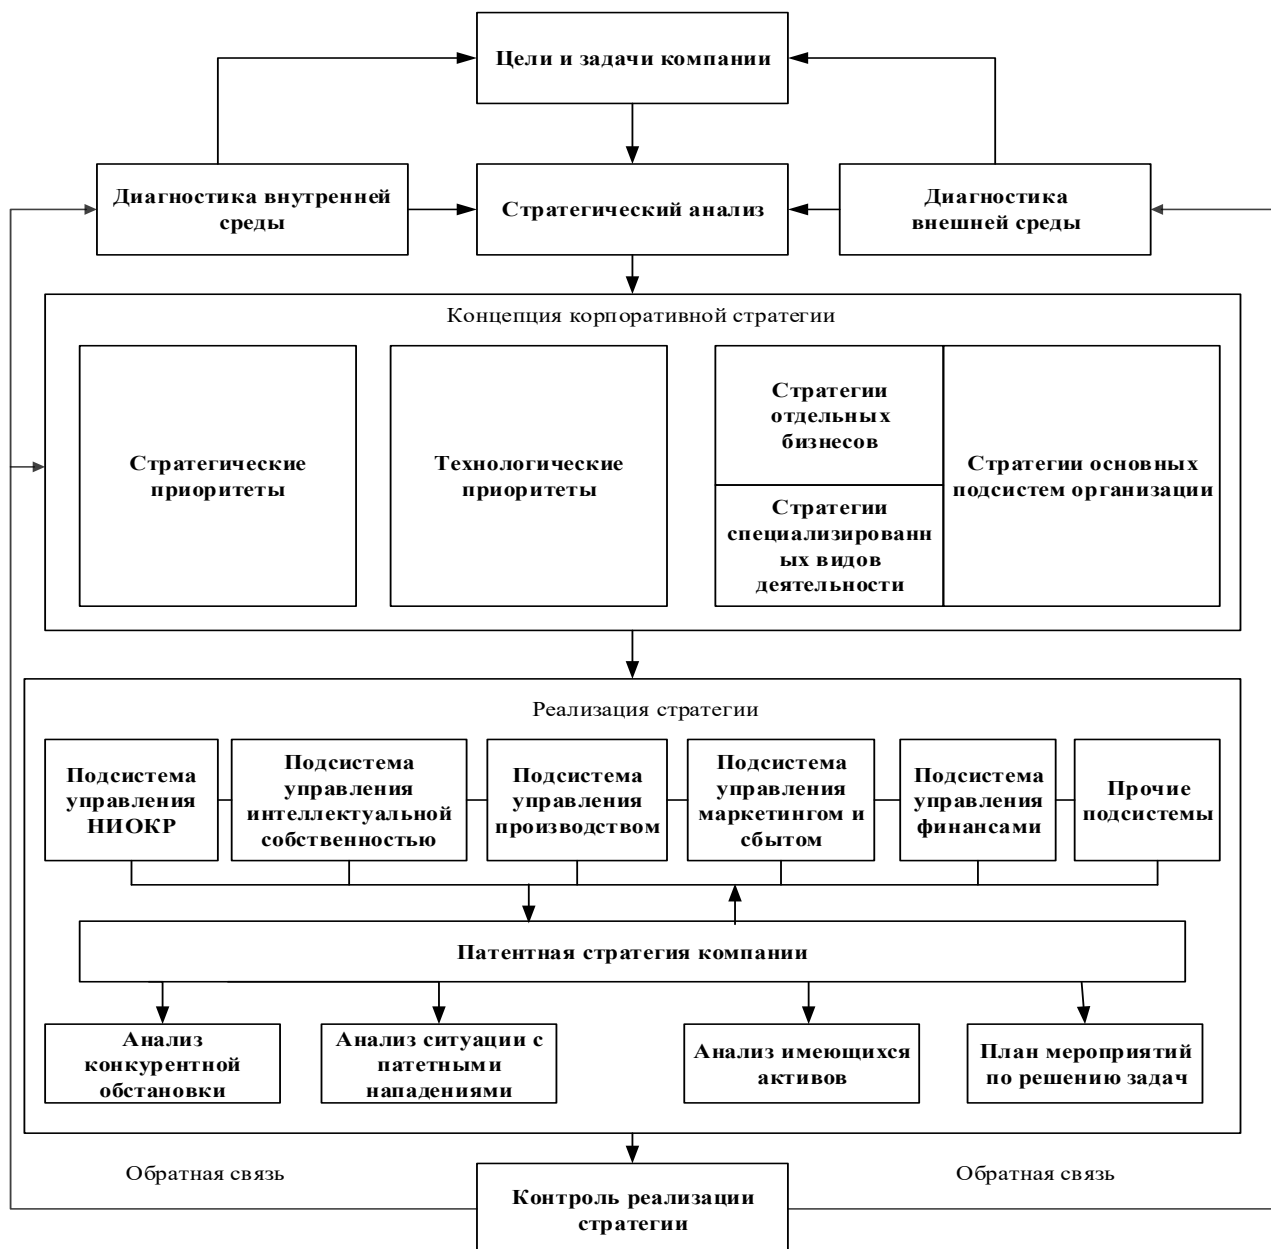 Цели и задачи компании
Диагностика внутренней
среды
Стратегический анализ
Диагностика
внешней среды
Концепция корпоративной стратегии
Стратегические
приоритеты
Технологические
приоритеты
Стратегии
отдельных
бизнесов
Стратегии
специализированн
ых видов
деятельности
Стратегии основных
подсистем организации
Реализация стратегии
Подсистема
управления
НИОКР
Подсистема
управления
интеллектуальной
собственностью
Подсистема
управления
производством
Подсистема
управления
маркетингом и
сбытом
Подсистема
управления
финансами
Прочие
подсистемы
Патентная стратегия компании
Анализ
конкурентной
обстановки
Анализ ситуации с
патетными
нападениями
Анализ имеющихся
активов
План мероприятий
по решению задач
Обратная связь
Контроль реализации
стратегии
Обратная связь